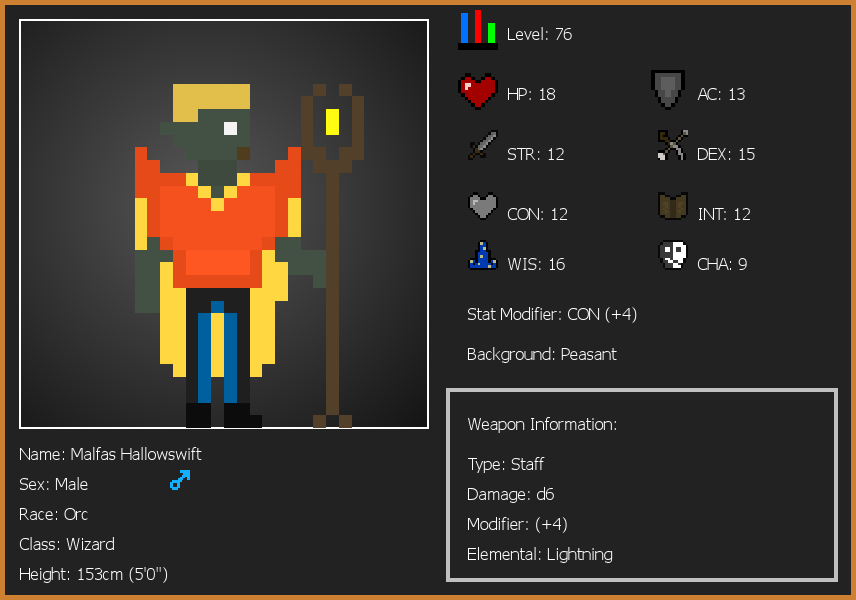 Level: 76
HP: 18
AC: 13
STR: 12
DEX: 15
CON: 12
INT: 12
WIS: 16
CHA: 9
Stat Modifier: CON (+4)
Background: Peasant
Weapon Information:
Type: Staff
Damage: d6
Modifier: (+4)
Elemental: Lightning
Name: Malfas Hallowswift
Sex: Male
Race: Orc
Class: Wizard
Height: 153cm (5'0")